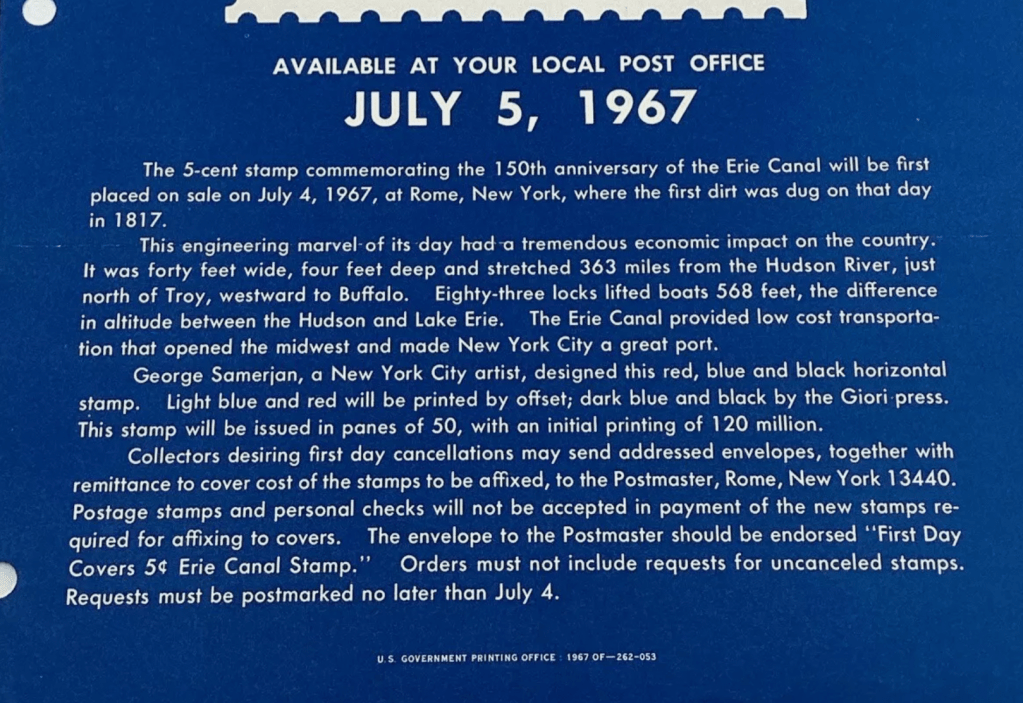 AVAILABLE AT YOUR LOCAL POST OFFICE
JULY 5, 1967
The 5-cent stamp commemorating the 150th anniversary of the Erie Canal will be first
placed on sale on July 4, 1967, at Rome, New York, where the first dirt was dug on that day
in 1817.
This engineering marvel of its day had a tremendous economic impact on the country.
It was forty feet wide, four feet deep and stretched 363 miles from the Hudson River, just
north of Troy, westward to Buffalo. Eighty-three locks lifted boats 568 feet, the difference
in altitude between the Hudson and Lake Erie. The Erie Canal provided low cost transporta-
tion that opened the midwest and made New York City a great port.
George Samerjan, a New York City artist, designed this red, blue and black horizontal
stamp. Light blue and red will be printed by offset; dark blue and black by the Giori press.
This stamp will be issued in panes of 50, with an initial printing of 120 million.
Collectors desiring first day cancellations may send addressed envelopes, together with
remittance to cover cost of the stamps to be affixed, to the Postmaster, Rome, New York 13440.
Postage stamps and personal checks will not be accepted in payment of the new stamps re-
quired for affixing to covers. The envelope to the Postmaster should be endorsed "First Day
Covers 5¢ Erie Canal Stamp." Orders must not include requests for uncanceled stamps.
Requests must be postmarked no later than July 4.
U.S. GOVERNMENT PRINTING OFFICE : 1967 OF—262-053